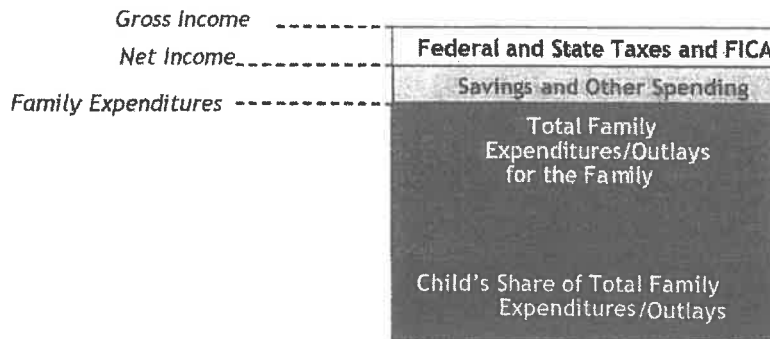 Gross Income
Federal and State Taxes and FICA
Net Income
Savings and Other Spending
Family Expenditures
Total Family
Expenditures/Outlays
for the Family
Child's Share of Total Family
Expenditures/Outlays